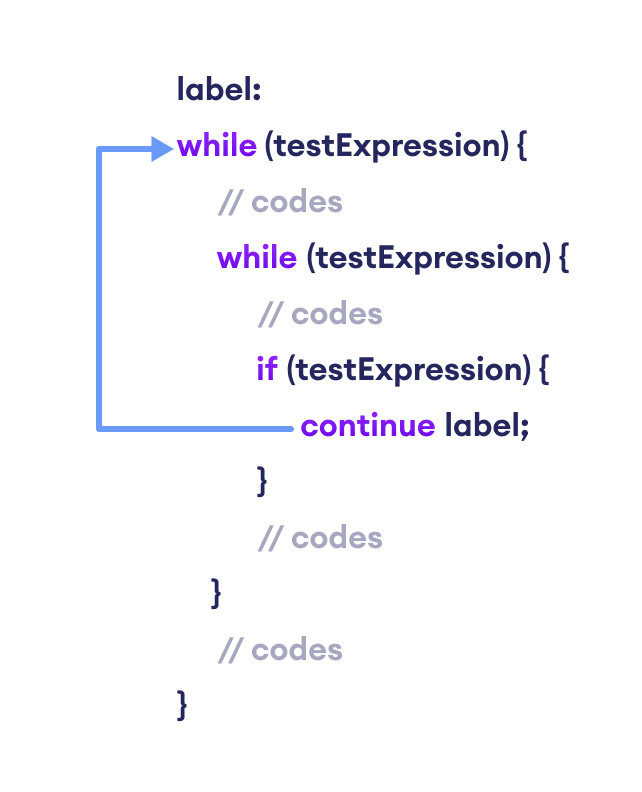 label:
while (testExpression) {
// codes
while (testExpression) {
// codes
if (testExpression) {
continue label;
}
// codes
}
// codes
}